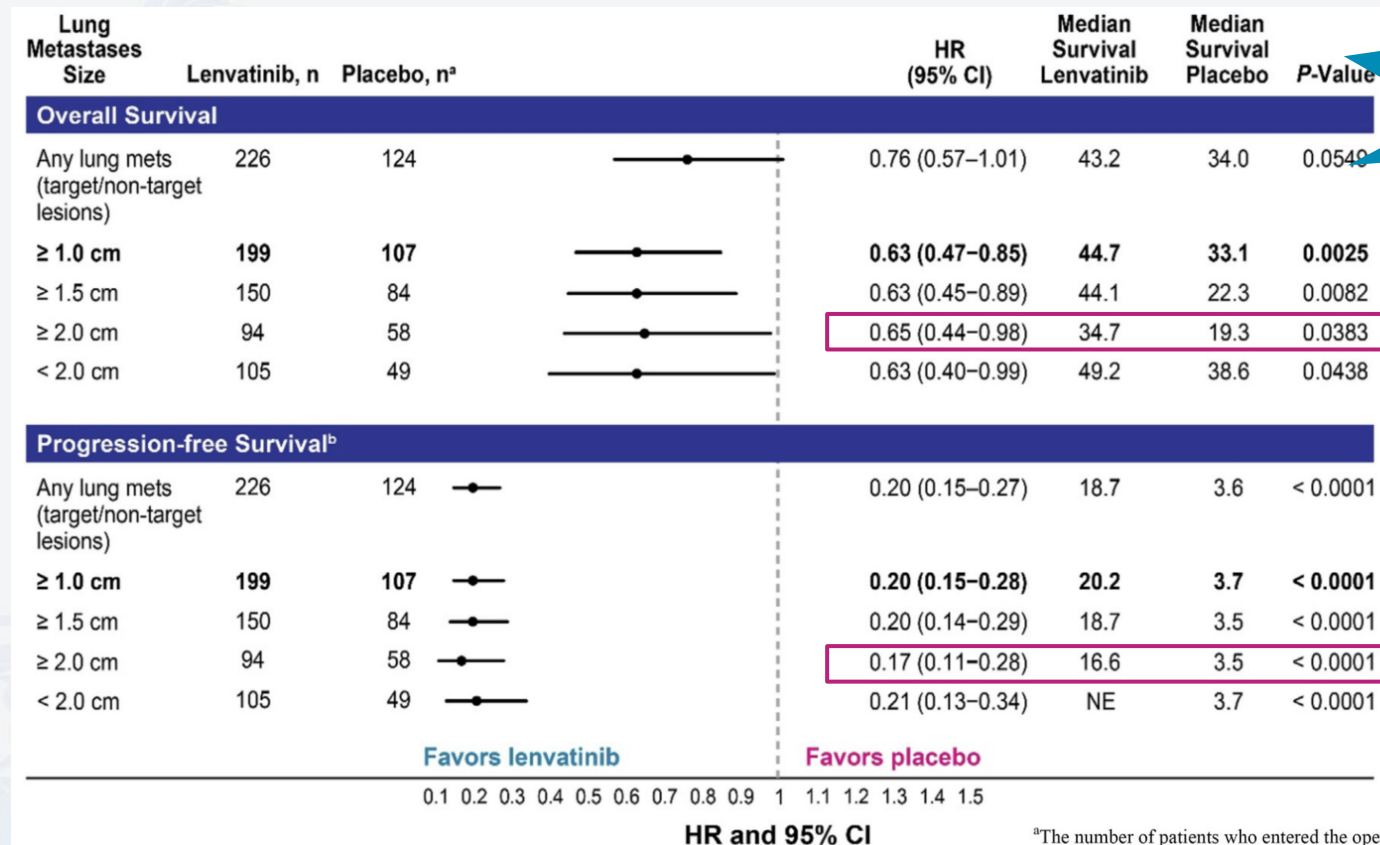 Lung Metastases Size Lenvatinib, n Placebo, nᵃ HR (95% CI) Median Survival Lenvatinib Median Survival Placebo P-Value
Overall Survival
Any lung mets (target/non-target lesions) 226 124 0.76 (0.57–1.01) 43.2 34.0 0.0549
≥ 1.0 cm 199 107 0.63 (0.47–0.85) 44.7 33.1 0.0025
≥ 1.5 cm 150 84 0.63 (0.45–0.89) 44.1 22.3 0.0082
≥ 2.0 cm 94 58 0.65 (0.44–0.98) 34.7 19.3 0.0383
< 2.0 cm 105 49 0.63 (0.40–0.99) 49.2 38.6 0.0438
Progression-free Survivalᵇ
Any lung mets (target/non-target lesions) 226 124 0.20 (0.15–0.27) 18.7 3.6 < 0.0001
≥ 1.0 cm 199 107 0.20 (0.15–0.28) 20.2 3.7 < 0.0001
≥ 1.5 cm 150 84 0.20 (0.14–0.29) 18.7 3.5 < 0.0001
≥ 2.0 cm 94 58 0.17 (0.11–0.28) 16.6 3.5 < 0.0001
< 2.0 cm 105 49 0.21 (0.13–0.34) NE 3.7 < 0.0001
Favors lenvatinib Favors placebo
0.1 0.2 0.3 0.4 0.5 0.6 0.7 0.8 0.9 1 1.1 1.2 1.3 1.4 1.5
HR and 95% CI
ᵃThe number of patients who entered the ope